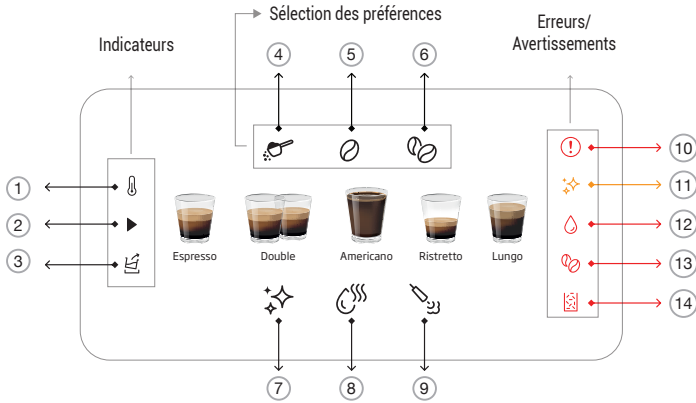 Sélection des préférences
Indicateurs
Erreurs/
Avertissements
4
5
6
1
2
3
10
11
12
13
14
Espresso
Double
Americano
Ristretto
Lungo
7
8
9